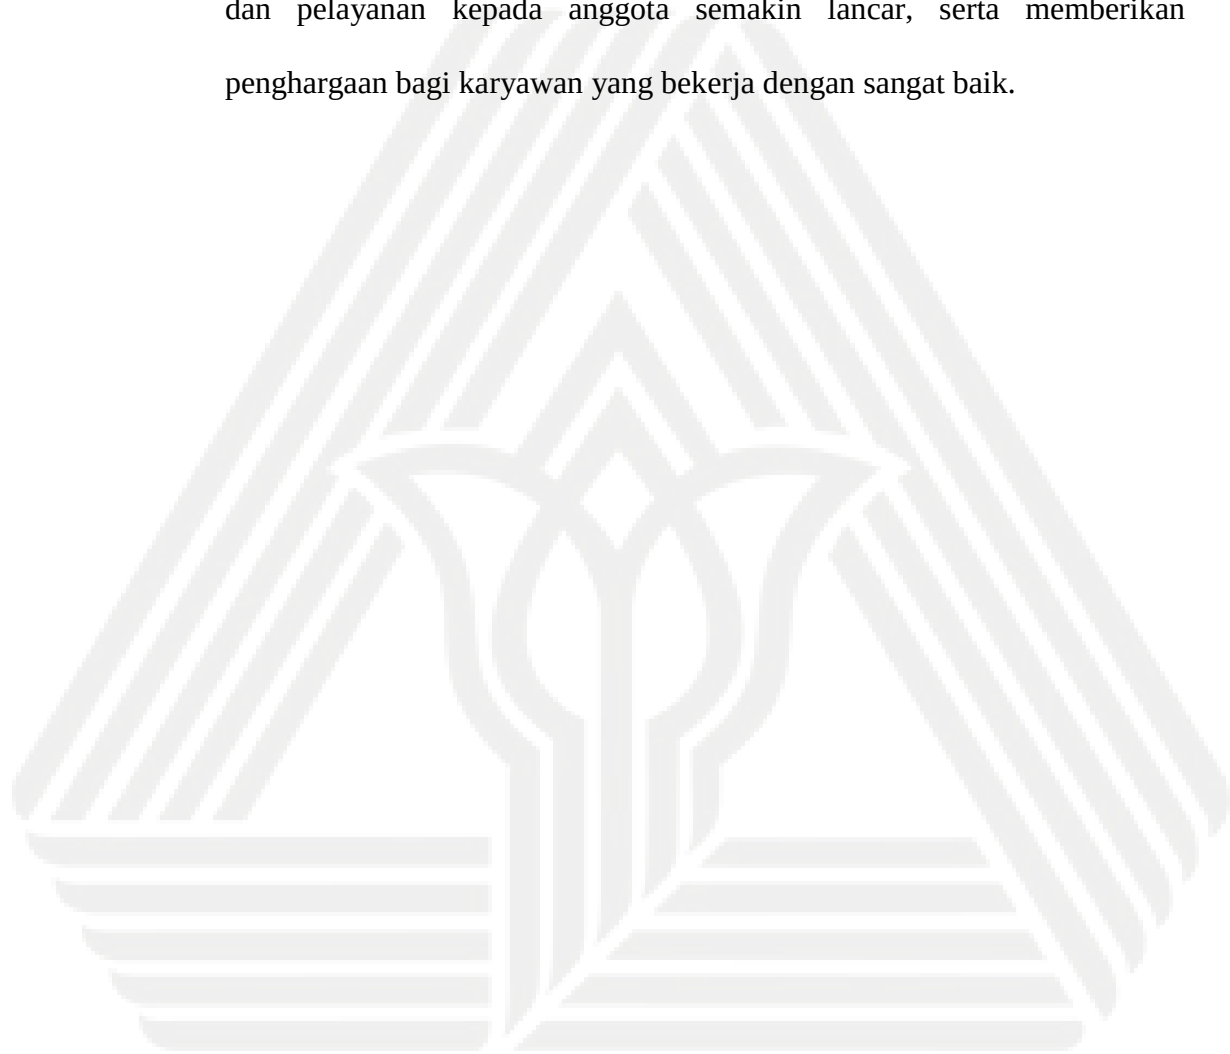 dan pelayanan kepada anggota semakin lancar, serta memberikan
penghargaan bagi karyawan yang bekerja dengan sangat baik.